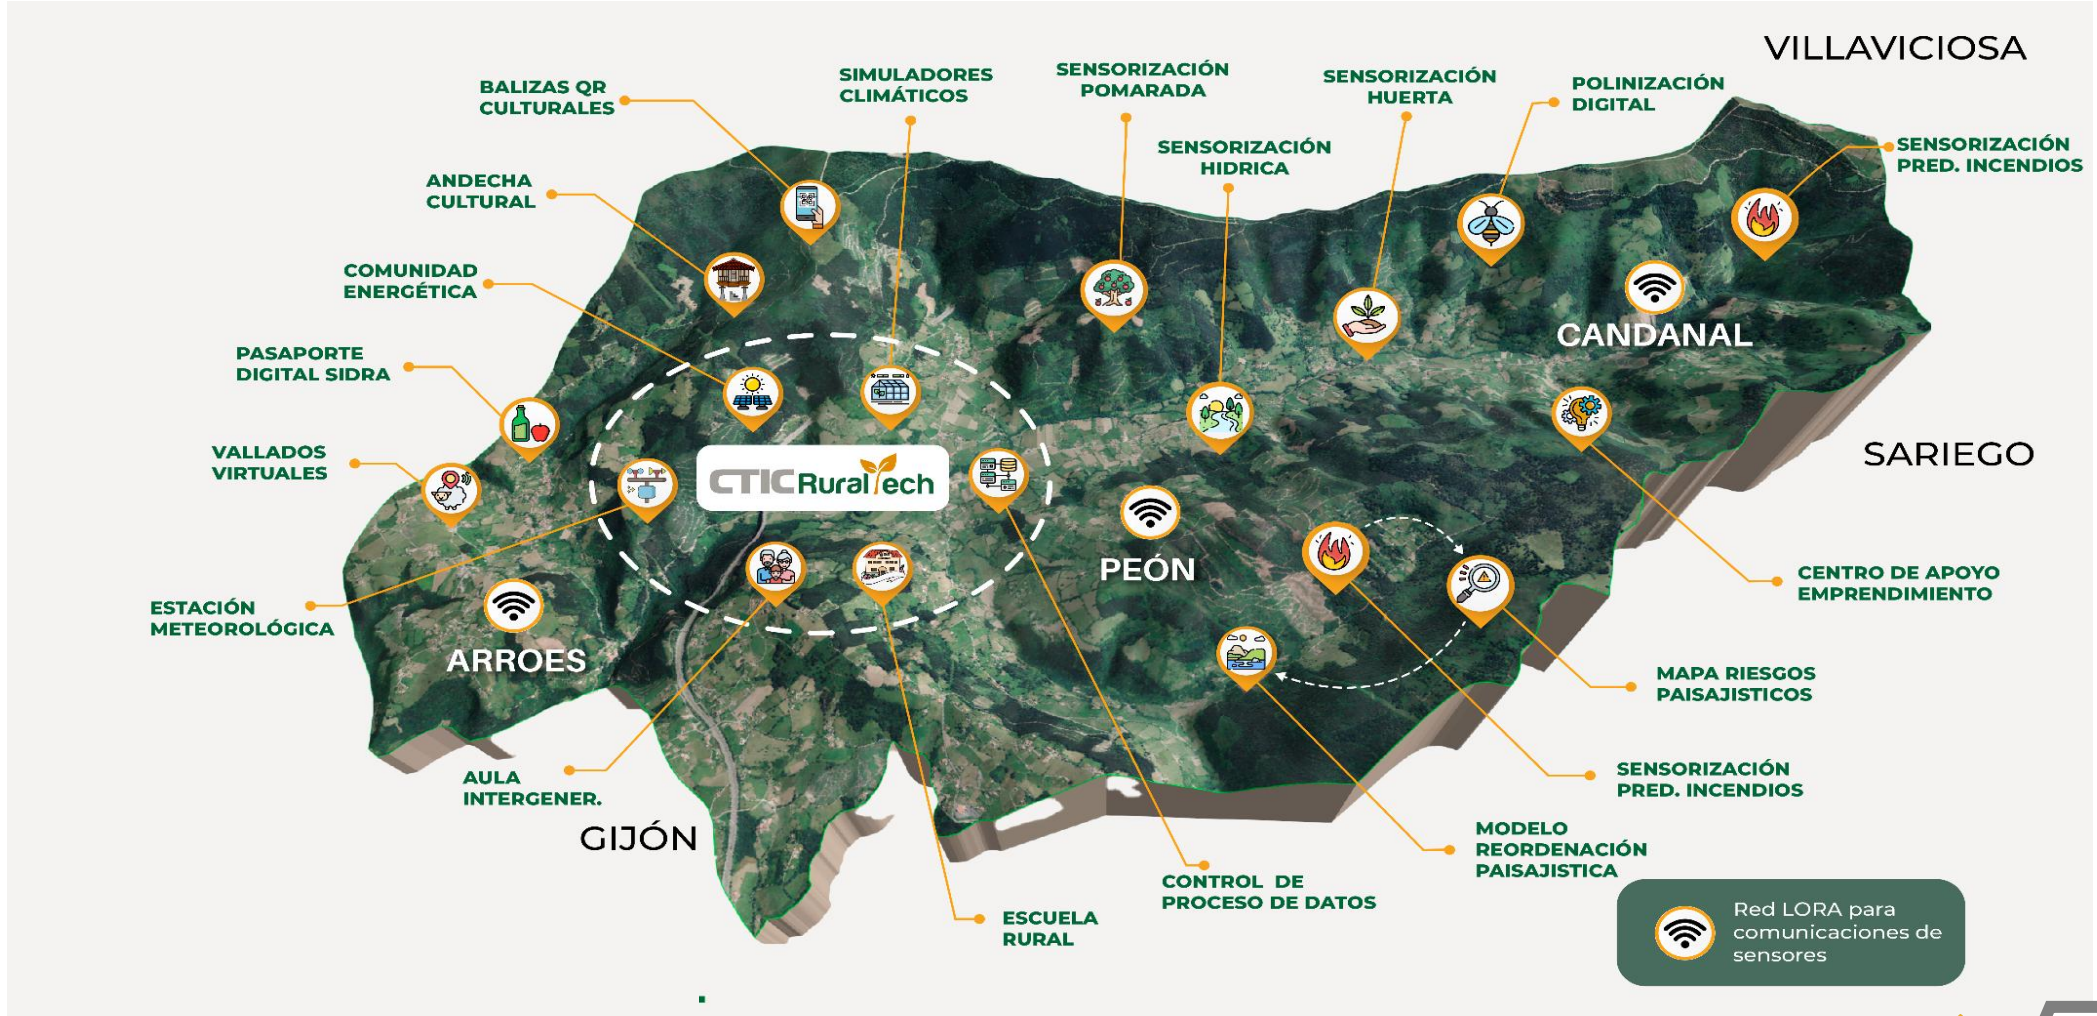 VILLAVICIOSA
BALIZAS QR
CULTURALES
SIMULADORES
CLIMÁTICOS
SENSORIZACIÓN
POMARADA
SENSORIZACIÓN
HUERTA
POLINIZACIÓN
DIGITAL
SENSORIZACIÓN
HIDRICA
SENSORIZACIÓN
PRED. INCENDIOS
ANDECHA
CULTURAL
COMUNIDAD
ENERGÉTICA
CANDANAL
PASAPORTE
DIGITAL SIDRA
VALLADOS
VIRTUALES
CTIC RuralTech
SARIEGO
PEÓN
CENTRO DE APOYO
EMPRENDIMIENTO
ESTACIÓN
METEOROLÓGICA
ARROES
MAPA RIESGOS
PAISAJISTICOS
AULA
INTERGENER.
SENSORIZACIÓN
PRED. INCENDIOS
GIJÓN
MODELO
REORDENACIÓN
PAISAJISTICA
CONTROL DE
PROCESO DE DATOS
ESCUELA
RURAL
Red LORA para
comunicaciones de
sensores